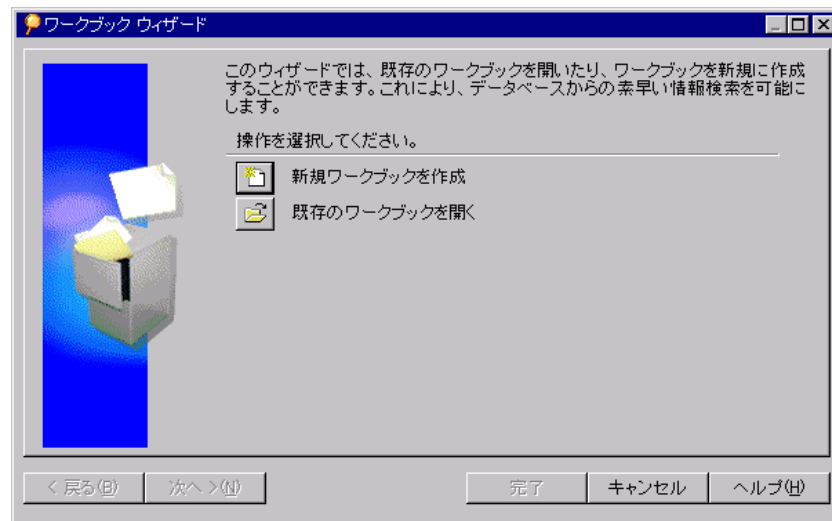 ワークブック ウィザード
このウィザードでは、既存のワークブックを開いたり、ワークブックを新規に作成
することができます。これにより、データベースからの素早い情報検索を可能に
します。
操作を選択してください。
新規ワークブックを作成
既存のワークブックを開く
< 戻る(B)
次へ >(N)
完了
キャンセル
ヘルプ(H)